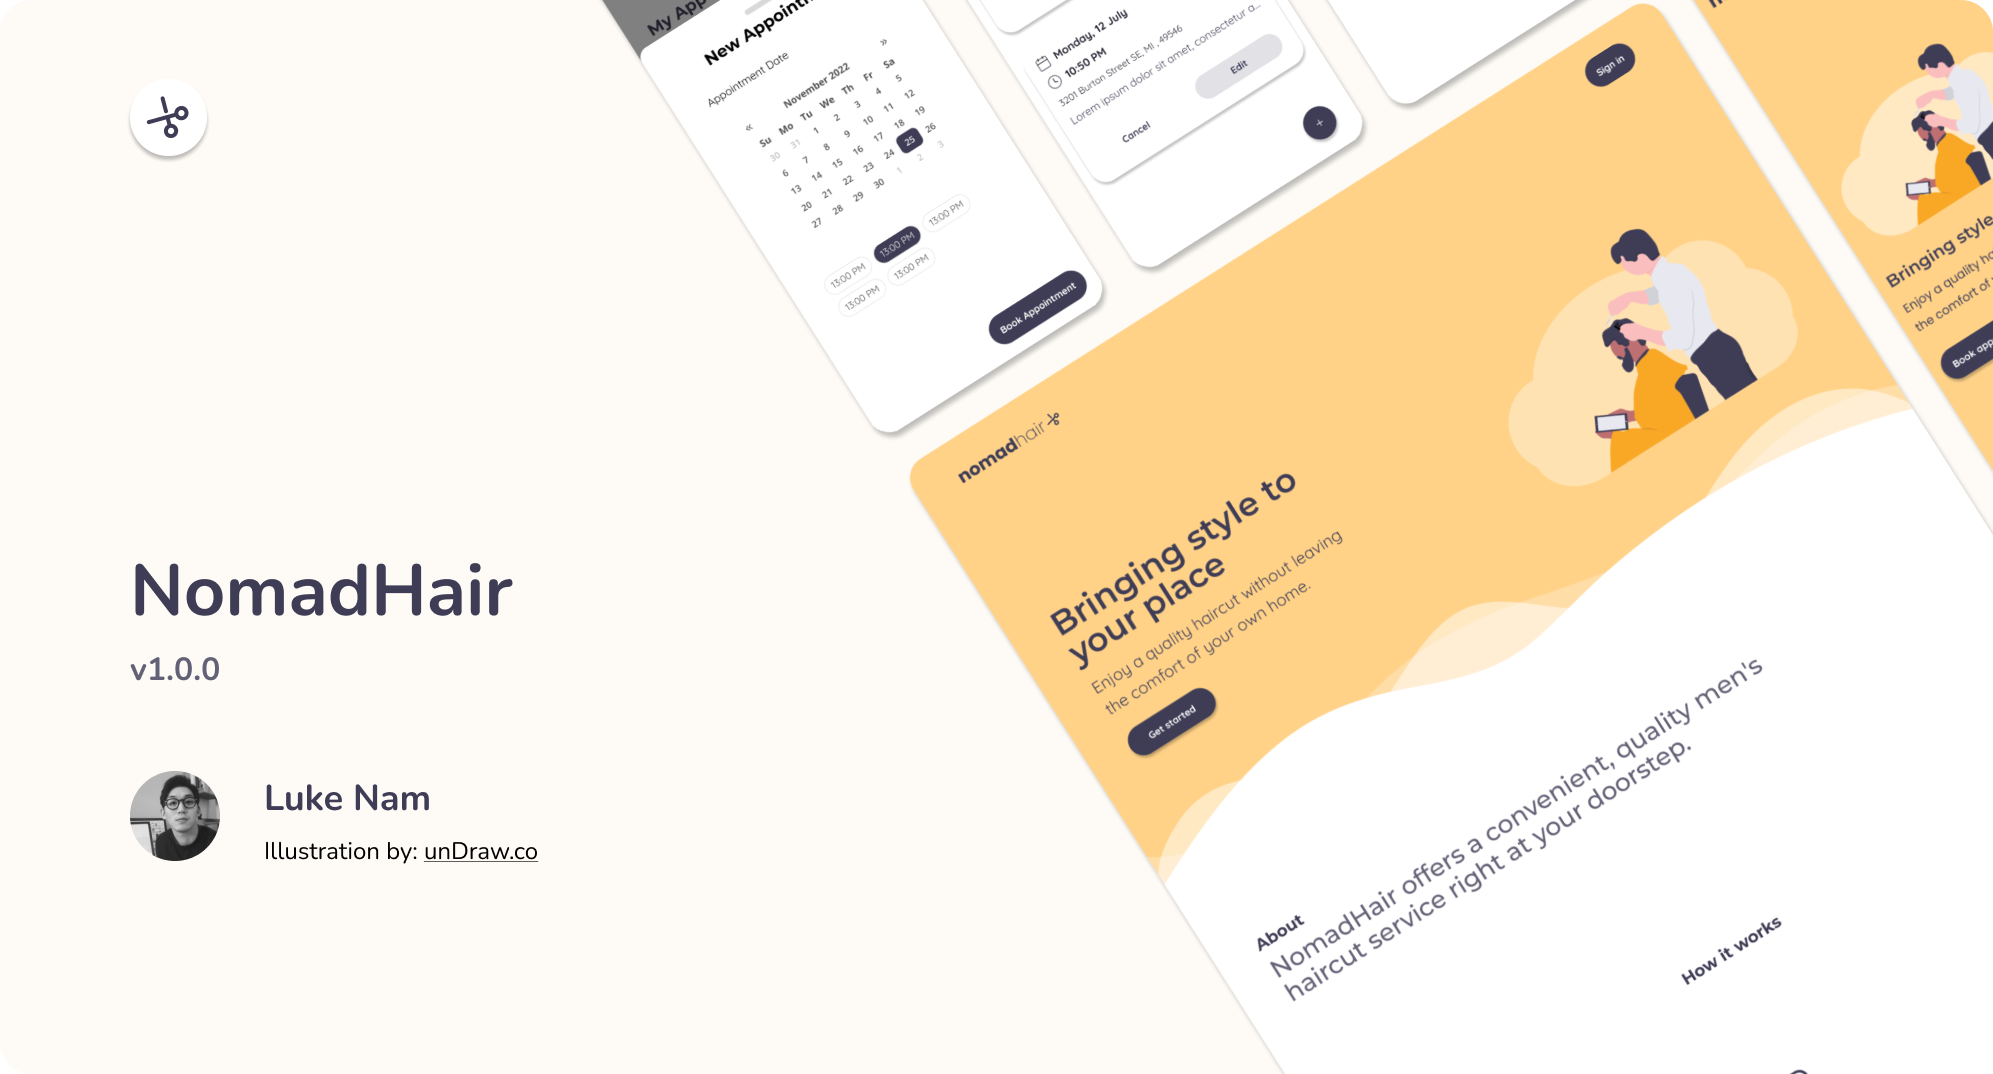 NomadHair
v1.0.0
Luke Nam
Illustration by: unDraw.co
My App
New Appoint
Appointment Date
« November 2022 »
Su Mo Tu We Th Fr Sa
30 31 1 2 3 4 5
6 7 8 9 10 11 12
13 14 15 16 17 18 19
20 21 22 23 24 25 26
27 28 29 30 1 2 3
13:00 PM 13:00 PM 13:00 PM
13:00 PM 13:00 PM
Book Appointment
Monday, 12 July
10:50 PM
3201 Burton Street SE, MI , 49546
Lorem ipsum dolor sit amet, consectetur a...
Cancel Edit
+
nomadhair
Sign in
Bringing style to
your place
Enjoy a quality haircut without leaving
the comfort of your own home.
Get started
About
NomadHair offers a convenient, quality men's
haircut service right at your doorstep.
How it works
Bringing style
Enjoy a quality ha
the comfort of
Book app